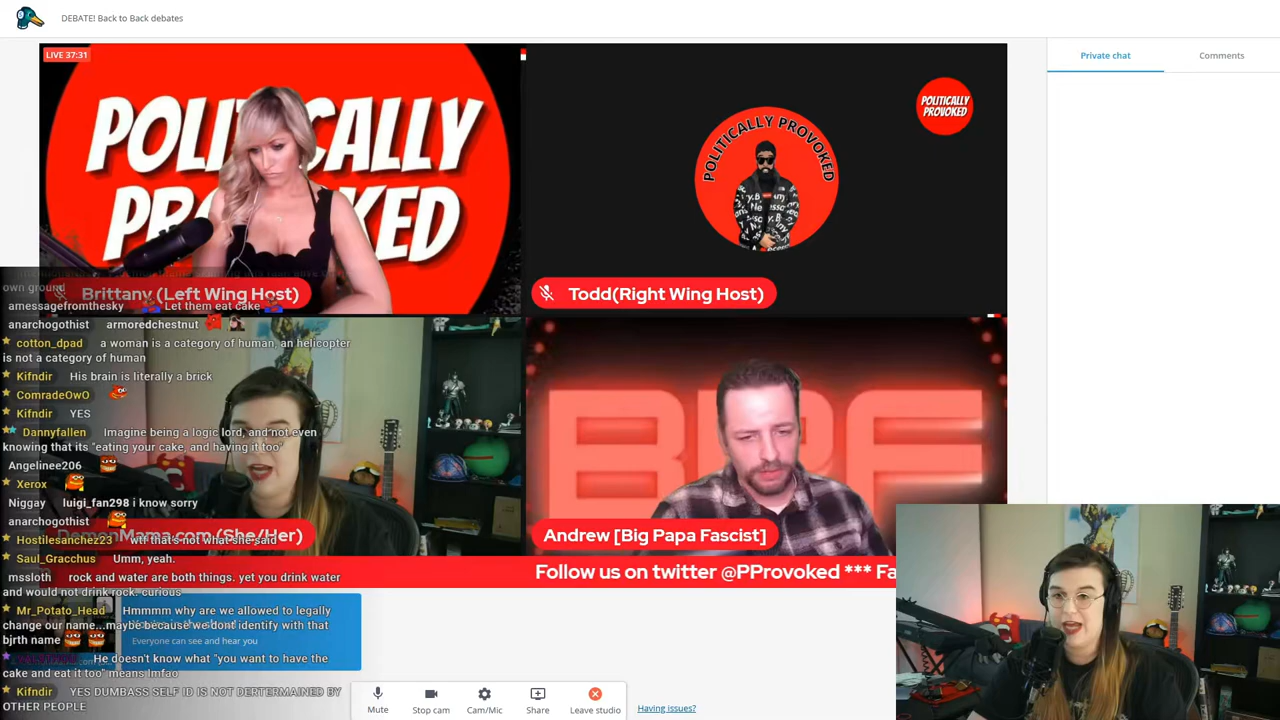 DEBATE! Back to Back debates
Private chat
Comments
LIVE 37:31
POLITICALLY
PROVOKED
Brittany (Left Wing Host)
POLITICALLY PROVOKED
POLITICALLY
PROVOKED
Todd(Right Wing Host)
own ground
amessagefromthesky Let them eat cake
anarchogothist armoredchestnut
cotton_dpad a woman is a category of human, an helicopter
is not a category of human
Kifndir His brain is literally a brick
ComradeOwO
Kifndir YES
Dannyfallen Imagine being a logic lord, and not even
knowing that its "eating your cake, and having it too"
Angelinee206
Xerox
Niggay luigi_fan298 i know sorry
anarchogothist
DemonMama.com (She/Her)
Hostilesanchez23 wtf that's not what she said
Saul_Gracchus Umm, yeah.
mssloth rock and water are both things. yet you drink water
and would not drink rock. curious
Mr_Potato_Head Hmmmm why are we allowed to legally
change our name...maybe because we dont identify with that
bjrth name
He doesn't know what "you want to have the
cake and eat it too" means lmfao
Kifndir YES DUMBASS SELF ID IS NOT DERTERMAINED BY
OTHER PEOPLE
BPF
Andrew [Big Papa Fascist]
Follow us on twitter @PProvoked *** Fa
Everyone can see and hear you
Mute
Stop cam
Cam/Mic
Share
Leave studio
Having issues?